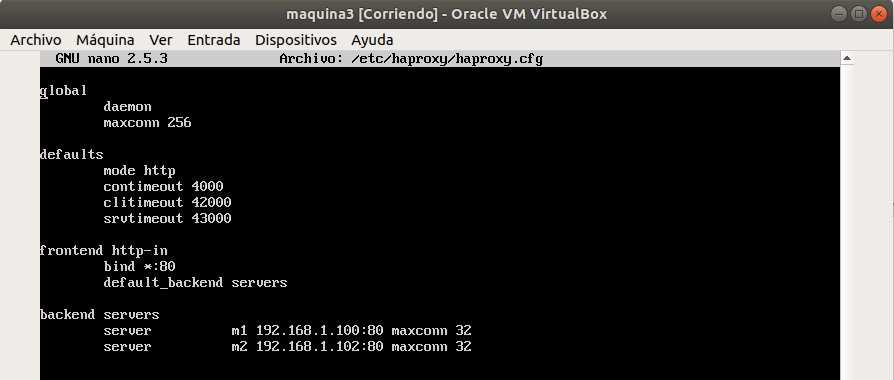 maquina3 [Corriendo] - Oracle VM VirtualBox
Archivo Máquina Ver Entrada Dispositivos Ayuda
GNU nano 2.5.3 Archivo: /etc/haproxy/haproxy.cfg
global
daemon
maxconn 256
defaults
mode http
contimeout 4000
clitimeout 42000
srvtimeout 43000
frontend http-in
bind *:80
default_backend servers
backend servers
server m1 192.168.1.100:80 maxconn 32
server m2 192.168.1.102:80 maxconn 32